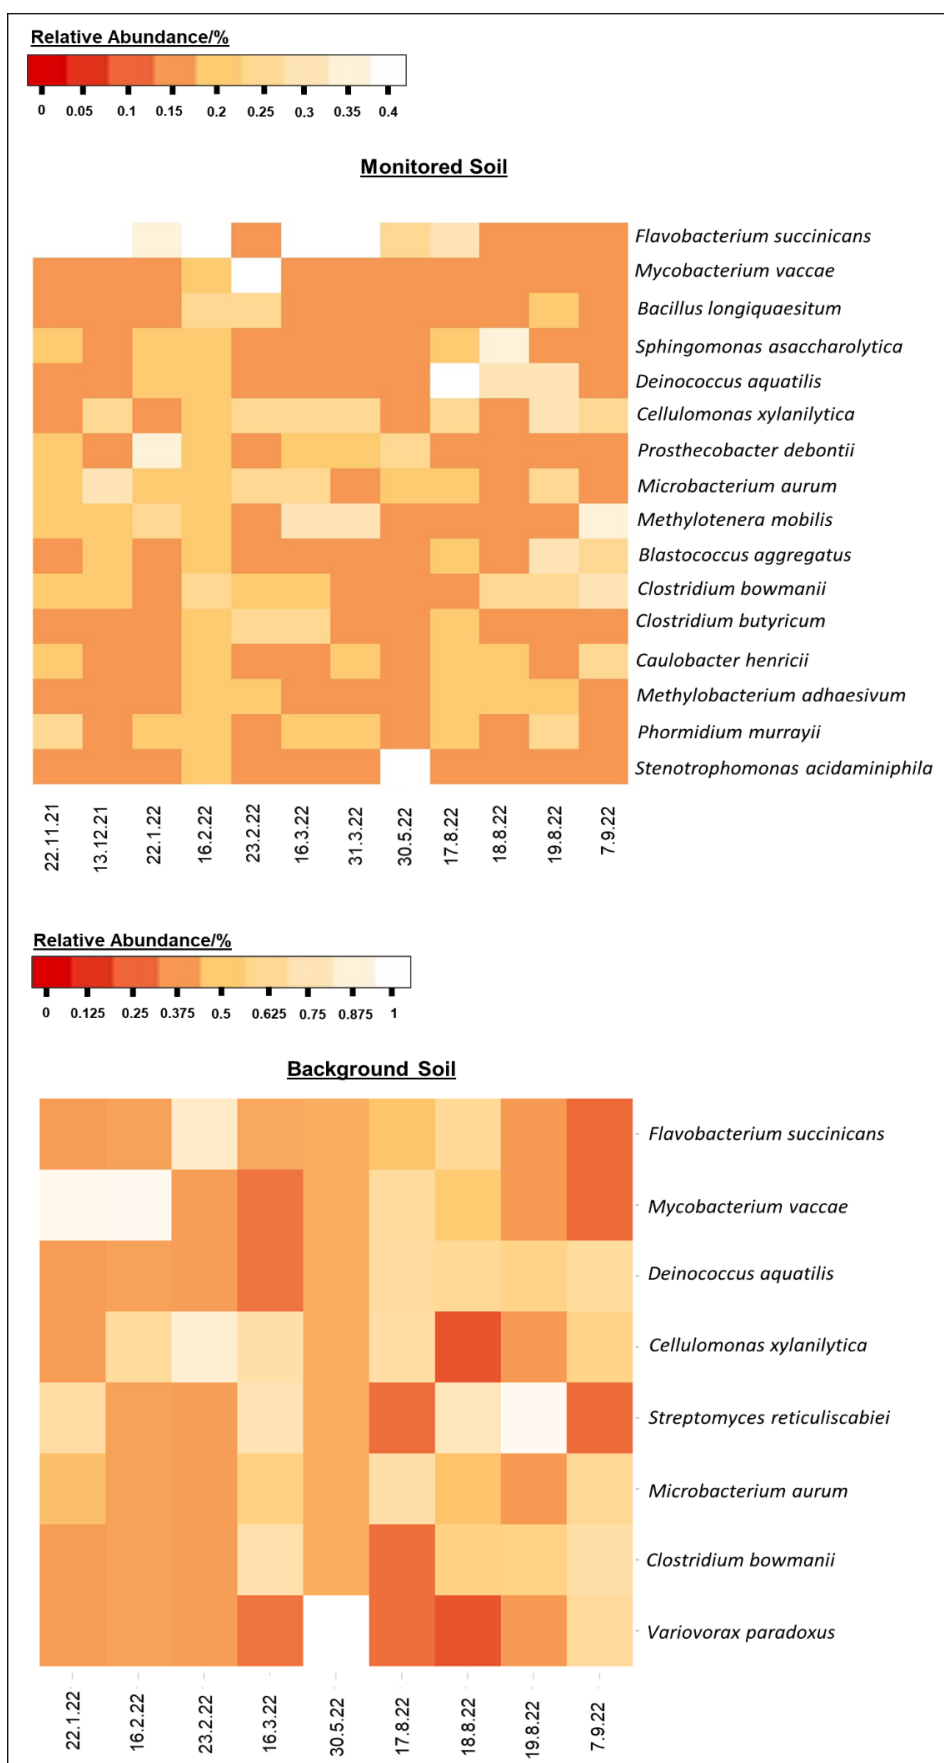 Relative Abundance/%
0 0.05 0.1 0.15 0.2 0.25 0.3 0.35 0.4
Monitored Soil
Flavobacterium succinicans
Mycobacterium vaccae
Bacillus longiquaesitum
Sphingomonas asaccharolytica
Deinococcus aquatilis
Cellulomonas xylanilytica
Prosthecobacter debontii
Microbacterium aurum
Methylotenera mobilis
Blastococcus aggregatus
Clostridium bowmanii
Clostridium butyricum
Caulobacter henricii
Methylobacterium adhaesivum
Phormidium murrayii
Stenotrophomonas acidaminiphila
22.11.21 13.12.21 22.1.22 16.2.22 23.2.22 16.3.22 31.3.22 30.5.22 17.8.22 18.8.22 19.8.22 7.9.22
Relative Abundance/%
0 0.125 0.25 0.375 0.5 0.625 0.75 0.875 1
Background Soil
Flavobacterium succinicans
Mycobacterium vaccae
Deinococcus aquatilis
Cellulomonas xylanilytica
Streptomyces reticuliscabiei
Microbacterium aurum
Clostridium bowmanii
Variovorax paradoxus
22.1.22 16.2.22 23.2.22 16.3.22 30.5.22 17.8.22 18.8.22 19.8.22 7.9.22